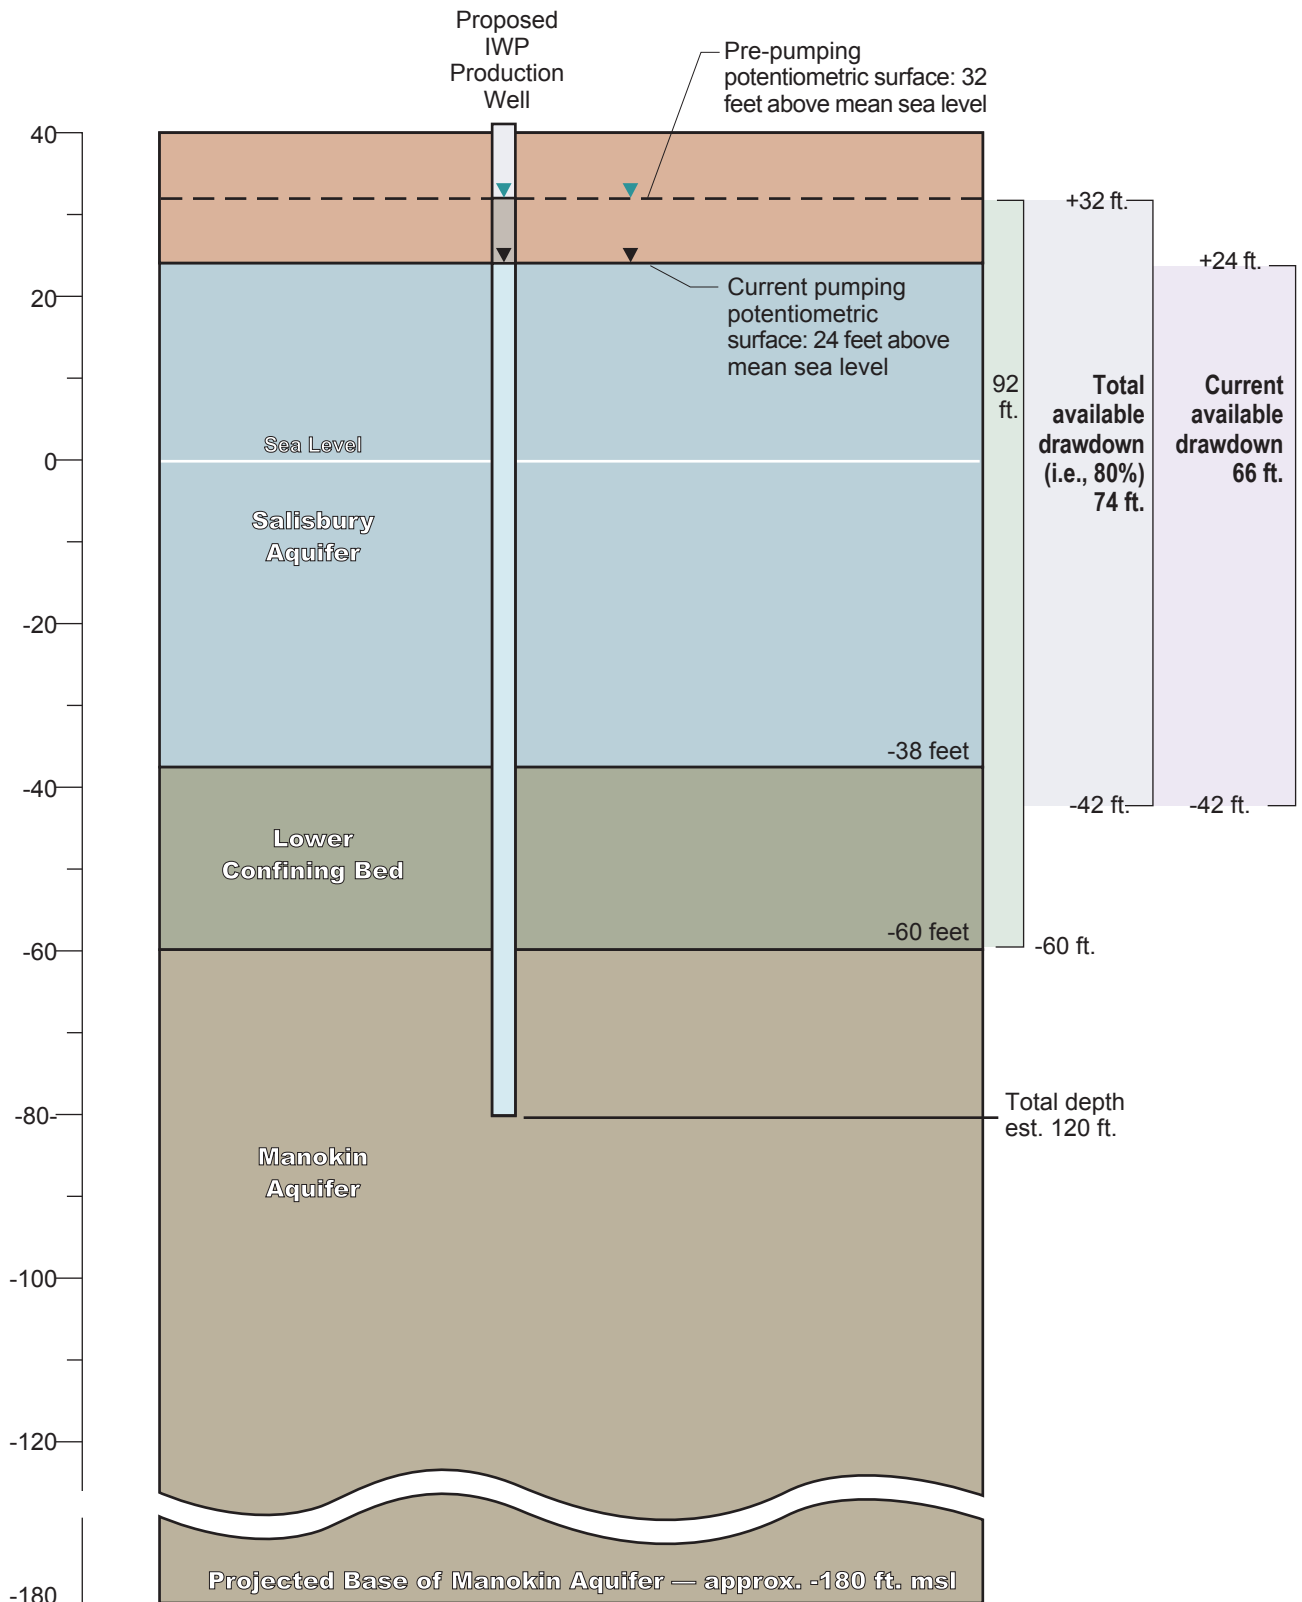 Proposed
IWP
Production
Well
Pre-pumping
potentiometric surface: 32
feet above mean sea level
40
20
0
-20
-40
-60
-80-
-100
-120
-180
Current pumping
potentiometric
surface: 24 feet above
mean sea level
Sea Level
Salisbury
Aquifer
-38 feet
Lower
Confining Bed
-60 feet
Manokin
Aquifer
Projected Base of Manokin Aquifer — approx. -180 ft. msl
92
ft.
-60 ft.
+32 ft.
Total
available
drawdown
(i.e., 80%)
74 ft.
-42 ft.
+24 ft.
Current
available
drawdown
66 ft.
-42 ft.
Total depth
est. 120 ft.